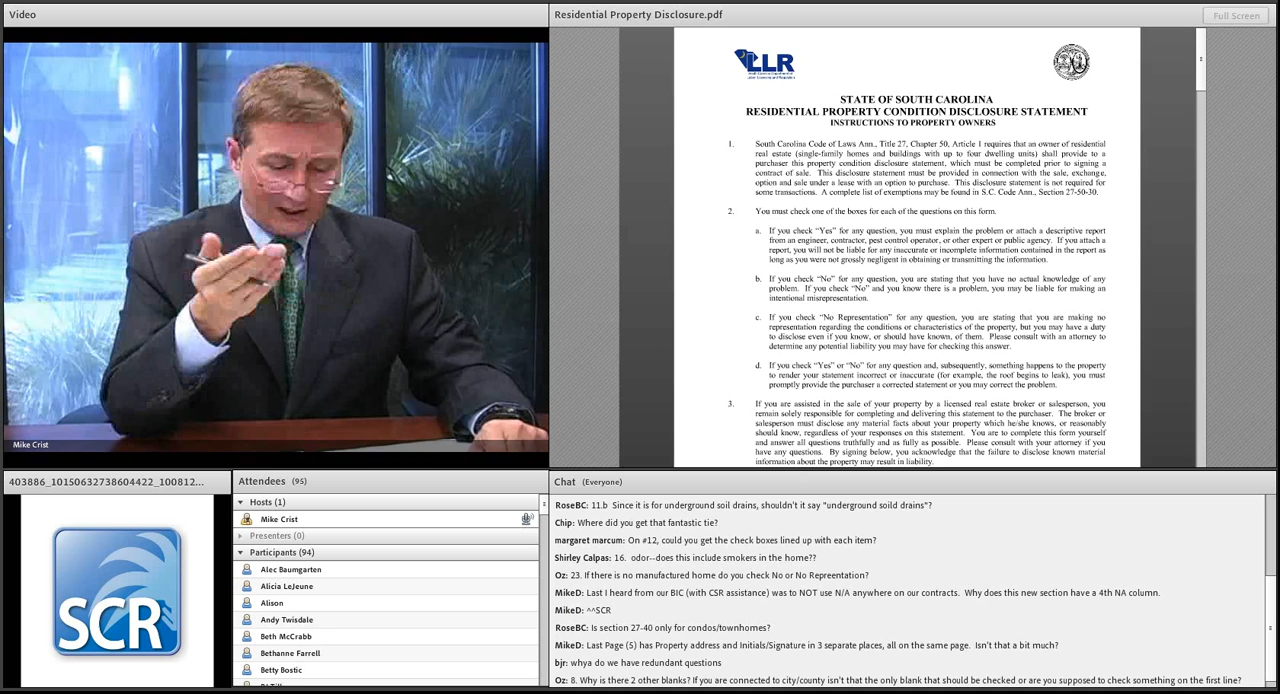 Video
Residential Property Disclosure.pdf
Full Screen
LLR
STATE OF SOUTH CAROLINA
RESIDENTIAL PROPERTY CONDITION DISCLOSURE STATEMENT
INSTRUCTIONS TO PROPERTY OWNERS
1. South Carolina Code of Laws Ann., Title 27, Chapter 50, Article 1 requires that an owner of residential
real estate (single-family homes and buildings with up to four dwelling units) shall provide to a
purchaser this property condition disclosure statement, which must be completed prior to signing a
contract of sale. This disclosure statement must be provided in connection with the sale, exchange,
option and sale under a lease with an option to purchase. This disclosure statement is not required for
some transactions. A complete list of exemptions may be found in S.C. Code Ann., Section 27-50-30.
2. You must check one of the boxes for each of the questions on this form.
a. If you check “Yes” for any question, you must explain the problem or attach a descriptive report
from an engineer, contractor, pest control operator, or other expert or public agency. If you attach a
report, you will not be liable for any inaccurate or incomplete information contained in the report as
long as you were not grossly negligent in obtaining or transmitting the information.
b. If you check “No” for any question, you are stating that you have no actual knowledge of any
problem. If you check “No” and you know there is a problem, you may be liable for making an
intentional misrepresentation.
c. If you check “No Representation” for any question, you are stating that you are making no
representation regarding the conditions or characteristics of the property, but you may have a duty
to disclose even if you know, or should have known, of them. Please consult with an attorney to
determine any potential liability you may have for checking this answer.
d. If you check “Yes” or “No” for any question and, subsequently, something happens to the property
to render your statement incorrect or inaccurate (for example, the roof begins to leak), you must
promptly provide the purchaser a corrected statement or you may correct the problem.
3. If you are assisted in the sale of your property by a licensed real estate broker or salesperson, you
remain solely responsible for completing and delivering this statement to the purchaser. The broker or
salesperson must disclose any material facts about your property which he/she knows, or reasonably
should know, regardless of your responses on this statement. You are to complete this form yourself
and answer all questions truthfully and as fully as possible. Please consult with your attorney if you
have any questions. By signing below, you acknowledge that the failure to disclose known material
information about the property may result in liability.
Mike Crist
403886_10150632738604422_100812...
SCR
Attendees (95)
Hosts (1)
Mike Crist
Presenters (0)
Participants (94)
Alec Baumgarten
Alicia LeJeune
Alison
Andy Twisdale
Beth McCrabb
Bethanne Farrell
Betty Bostic
Chat (Everyone)
RoseBC: 11.b Since it is for underground soil drains, shouldn't it say "underground soild drains"?
Chip: Where did you get that fantastic tie?
margaret marcum: On #12, could you get the check boxes lined up with each item?
Shirley Calpas: 16. odor--does this include smokers in the home??
Oz: 23. If there is no manufactured home do you check No or No Repreentation?
MikeD: Last I heard from our BIC (with CSR assistance) was to NOT use N/A anywhere on our contracts. Why does this new section have a 4th NA column.
MikeD: ^^SCR
RoseBC: Is section 27-40 only for condos/townhomes?
MikeD: Last Page (5) has Property address and Initials/Signature in 3 separate places, all on the same page. Isn't that a bit much?
bjr: whya do we have redundant questions
Oz: 8. Why is there 2 other blanks? If you are connected to city/county isn't that the only blank that should be checked or are you supposed to check something on the first line?